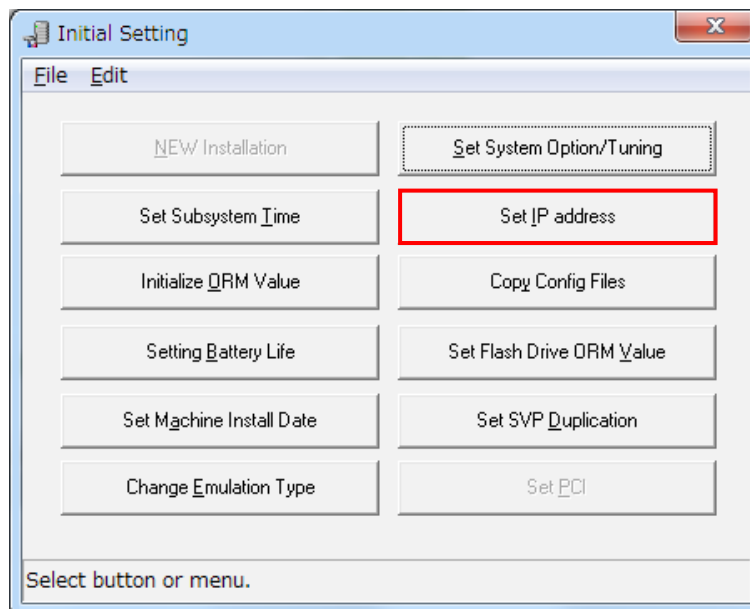 Initial Setting
File Edit
NEW Installation
Set System Option/Tuning
Set Subsystem Time
Set IP address
Initialize ORM Value
Copy Config Files
Setting Battery Life
Set Flash Drive ORM Value
Set Machine Install Date
Set SVP Duplication
Change Emulation Type
Set PCI
Select button or menu.